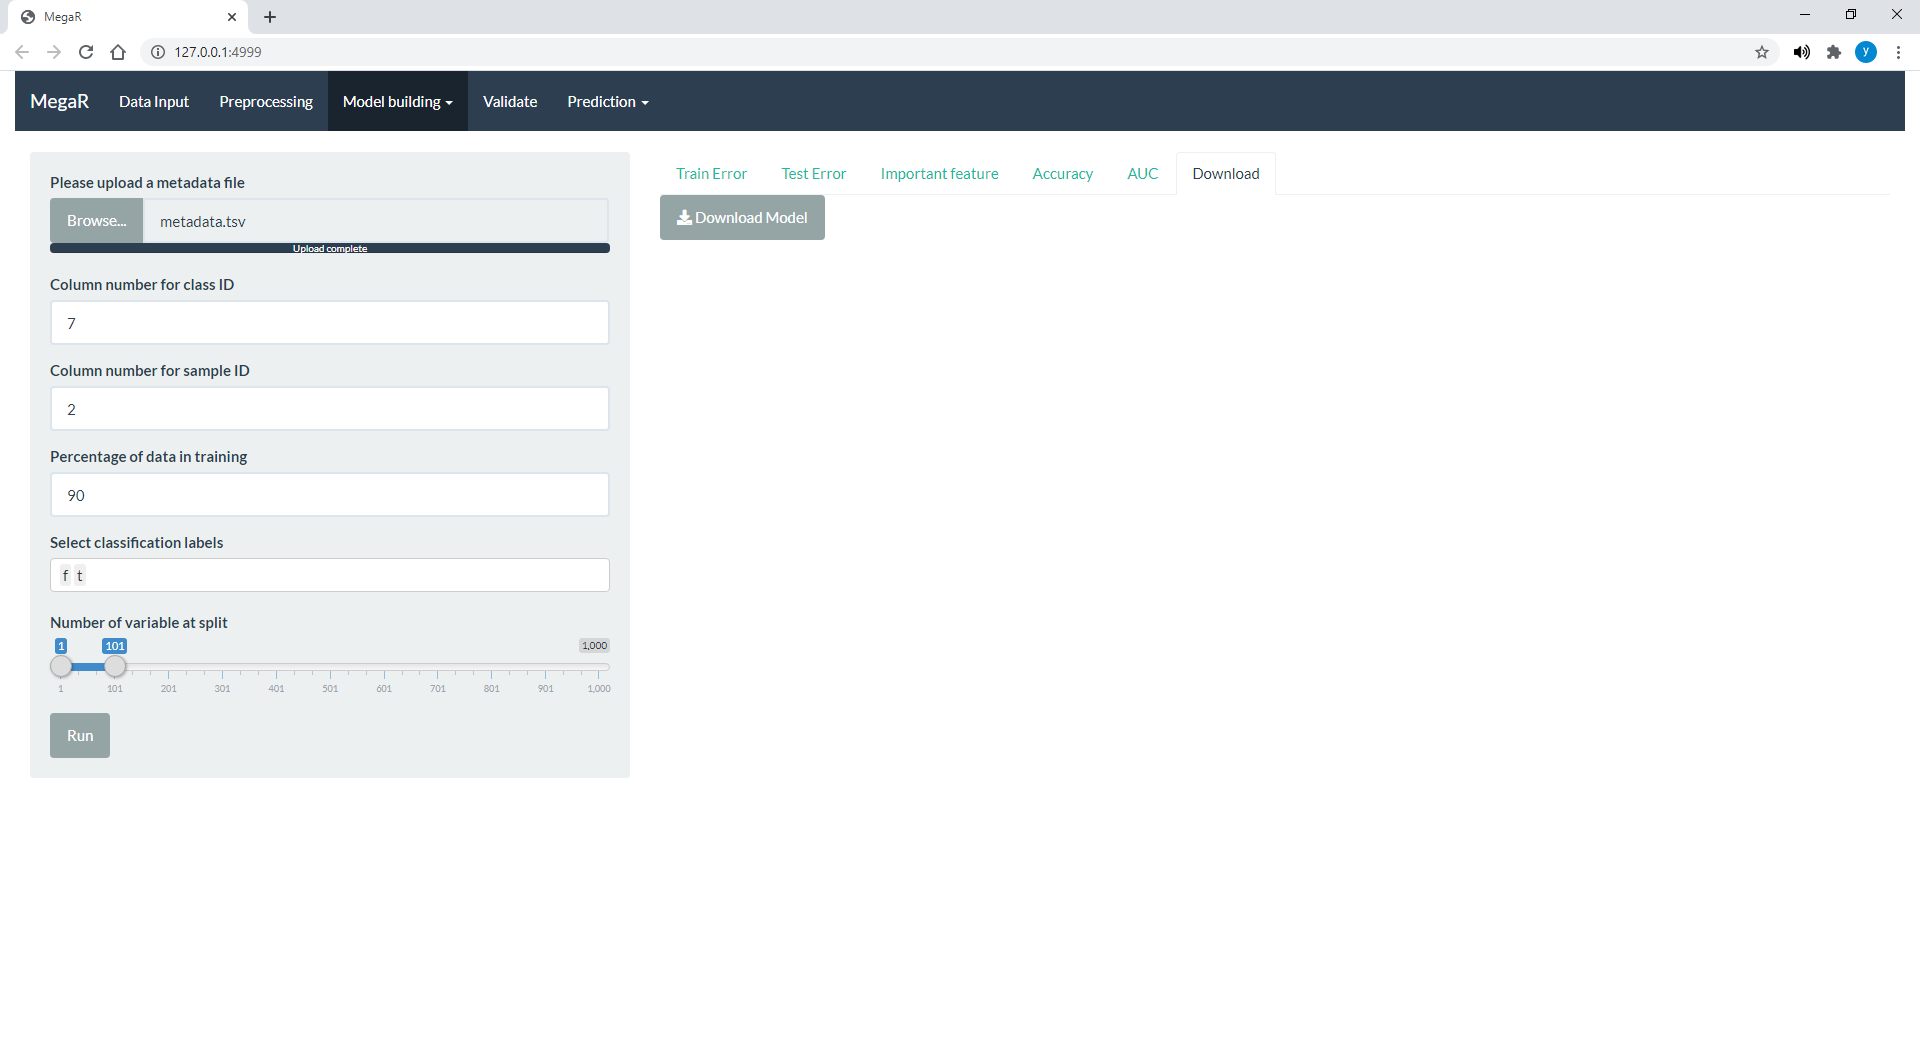 MegaR
127.0.0.1:4999
y
MegaR Data Input Preprocessing Model building Validate Prediction
Please upload a metadata file
Browse... metadata.tsv
Upload complete
Column number for class ID
7
Column number for sample ID
2
Percentage of data in training
90
Select classification labels
f t
Number of variable at split
1 101 1,000
1 101 201 301 401 501 601 701 801 901 1,000
Run
Train Error Test Error Important feature Accuracy AUC Download
Download Model